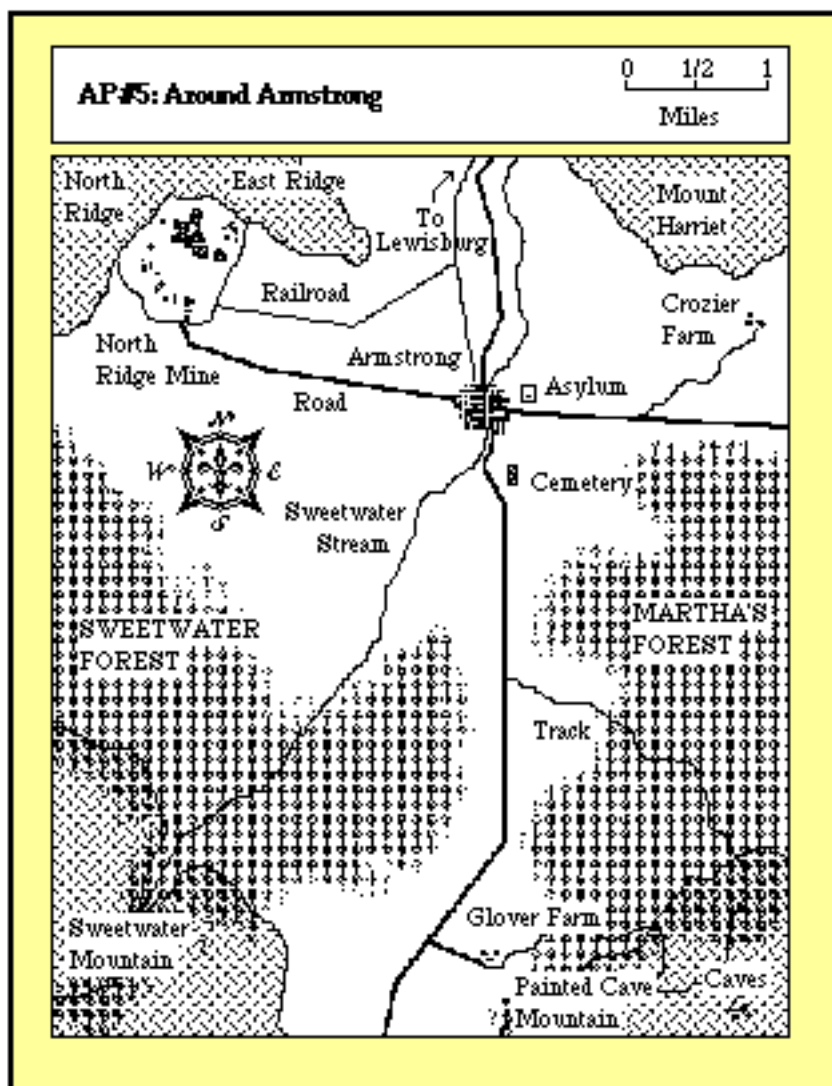 AP#5: Around Armstrong
0 1/2 1
Miles
North
Ridge
East Ridge
To
Lewisburg
Mount
Harriet
Railroad
Crozier
Farm
North
Ridge Mine
Armstrong
Road
Asylum
N
W E
S
Cemetery
Sweetwater
Stream
SWEETWATER
FOREST
MARTHA'S
FOREST
Track
Glover Farm
Sweetwater
Mountain
?
Painted Cave
Mountain
Caves
?